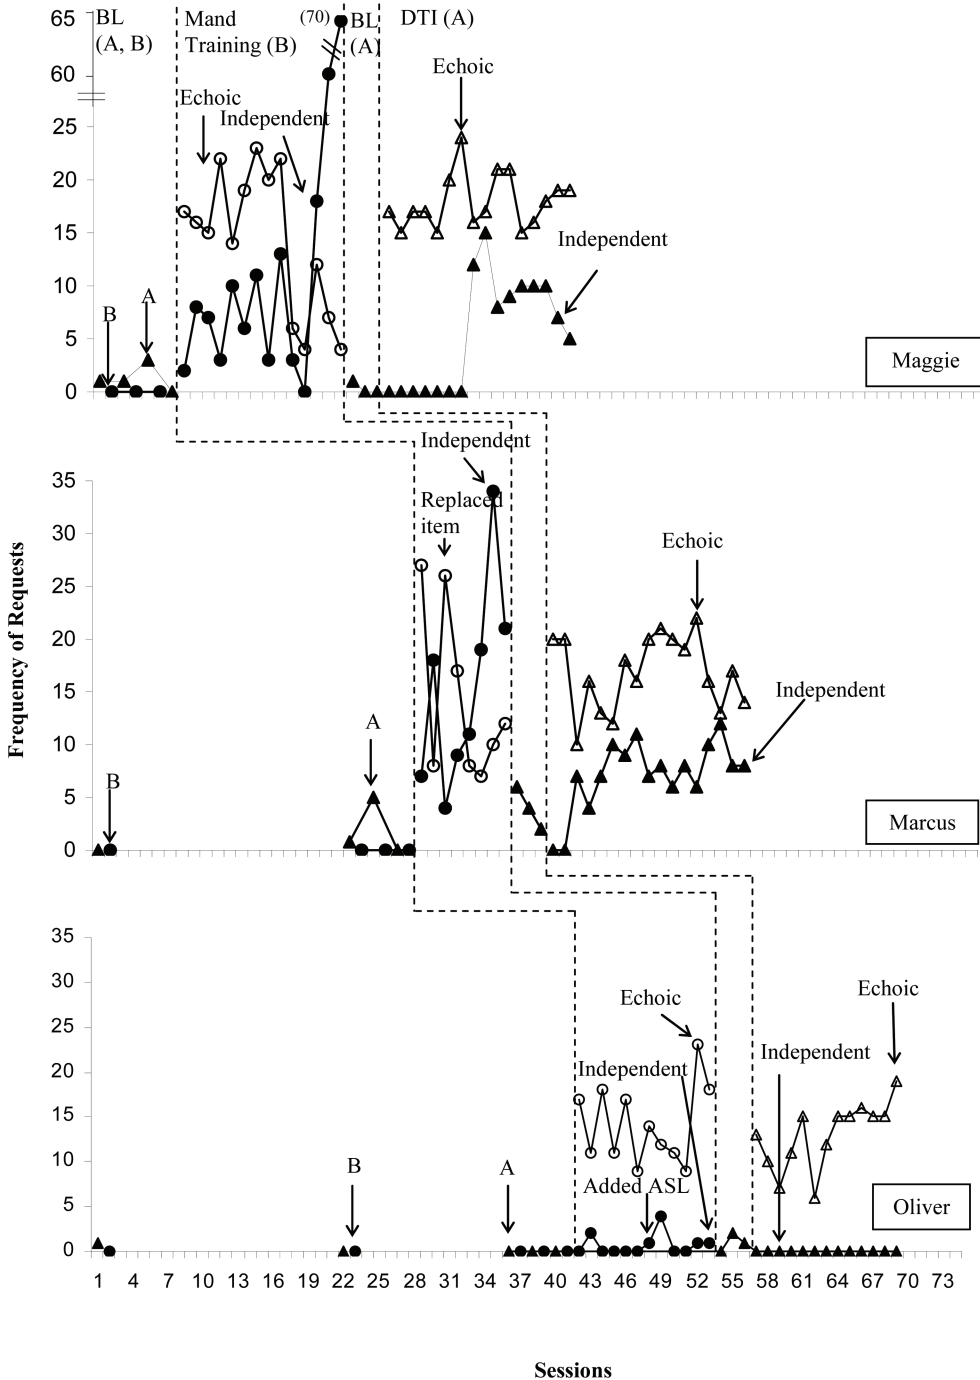 BL
(A, B)
Mand
Training (B)
(70)
BL
(A)
DTI (A)
65
60
25
20
15
10
5
0
Echoic
Independent
B
A
Echoic
Independent
Maggie
Frequency of Requests
35
30
25
20
15
10
5
0
B
A
Independent
Replaced
item
Echoic
Independent
Marcus
35
30
25
20
15
10
5
0
B
A
Echoic
Independent
Added ASL
Echoic
Independent
Oliver
1 4 7 10 13 16 19 22 25 28 31 34 37 40 43 46 49 52 55 58 61 64 67 70 73
Sessions